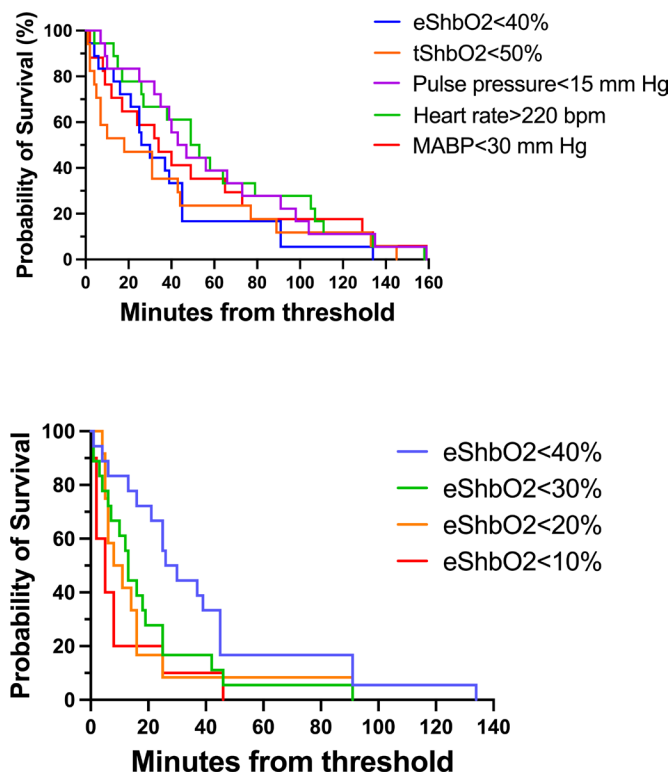 eShbO2<40%
tShbO2<50%
Pulse pressure<15 mm Hg
Heart rate>220 bpm
MABP<30 mm Hg
Probability of Survival (%)
100
80
60
40
20
0
0 20 40 60 80 100 120 140 160
Minutes from threshold
eShbO2<40%
eShbO2<30%
eShbO2<20%
eShbO2<10%
Probability of Survival
100
80
60
40
20
0
0 20 40 60 80 100 120 140
Minutes from threshold